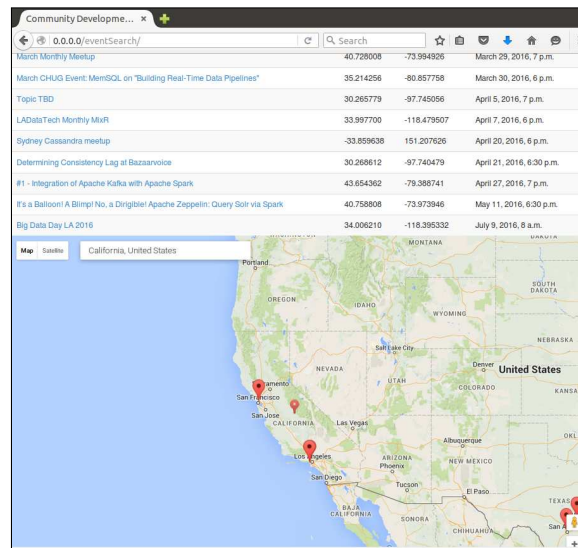 Community Developme...
0.0.0.0/eventSearch/
Search
March Monthly Meetup 40.728008 -73.994926 March 29, 2016, 7 p.m.
March CHUG Event: MemSQL on "Building Real-Time Data Pipelines" 35.214256 -80.857758 March 30, 2016, 6 p.m.
Topic TBD 30.265779 -97.745056 April 5, 2016, 7 p.m.
LADataTech Monthly MixR 33.997700 -118.479507 April 7, 2016, 6 p.m.
Sydney Cassandra meetup -33.859638 151.207626 April 20, 2016, 6 p.m.
Determining Consistency Lag at Bazaarvoice 30.268612 -97.740479 April 21, 2016, 6:30 p.m.
#1 - Integration of Apache Kafka with Apache Spark 43.654362 -79.388741 April 27, 2016, 7 p.m.
It's a Balloon! A Blimp! No, a Dirigible! Apache Zeppelin: Query Solr via Spark 40.758808 -73.973946 May 11, 2016, 6:30 p.m.
Big Data Day LA 2016 34.006210 -118.395332 July 9, 2016, 8 a.m.
Map Satellite California, United States
MONTANA
Portland
OREGON
IDAHO
SOUTH
DAKOTA
WYOMING
NEBRASKA
Salt Lake City
NEVADA
Denver
United States
UTAH
COLORADO
KANSA
San Francisco
San Jose
CALIFORNIA
Las Vegas
Albuquerque
OKL
Los Angeles
ARIZONA
NEW MEXICO
Phoenix
San Diego
Tucson
El Paso
BAJA
CALIFORNIA
SONORA
TEXAS
CHIHUAHUA
San A